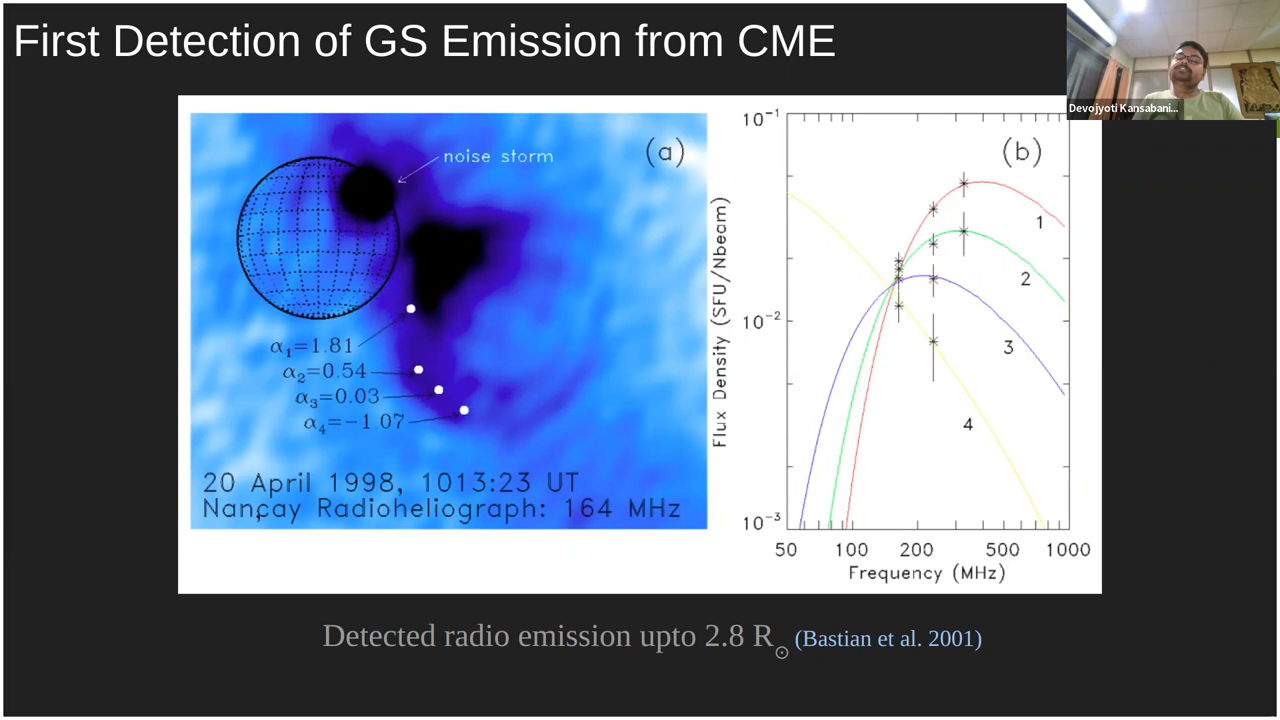 First Detection of GS Emission from CME
Devojyoti Kansabani...
(a)
noise storm
α₁=1.81
α₂=0.54
α₃=0.03
α₄=−1.07
20 April 1998, 1013:23 UT
Nançay Radioheliograph: 164 MHz
(b)
Flux Density (SFU/Nbeam)
10⁻¹
10⁻²
10⁻³
1
2
3
4
50 100 200 500 1000
Frequency (MHz)
Detected radio emission upto 2.8 R☉ (Bastian et al. 2001)